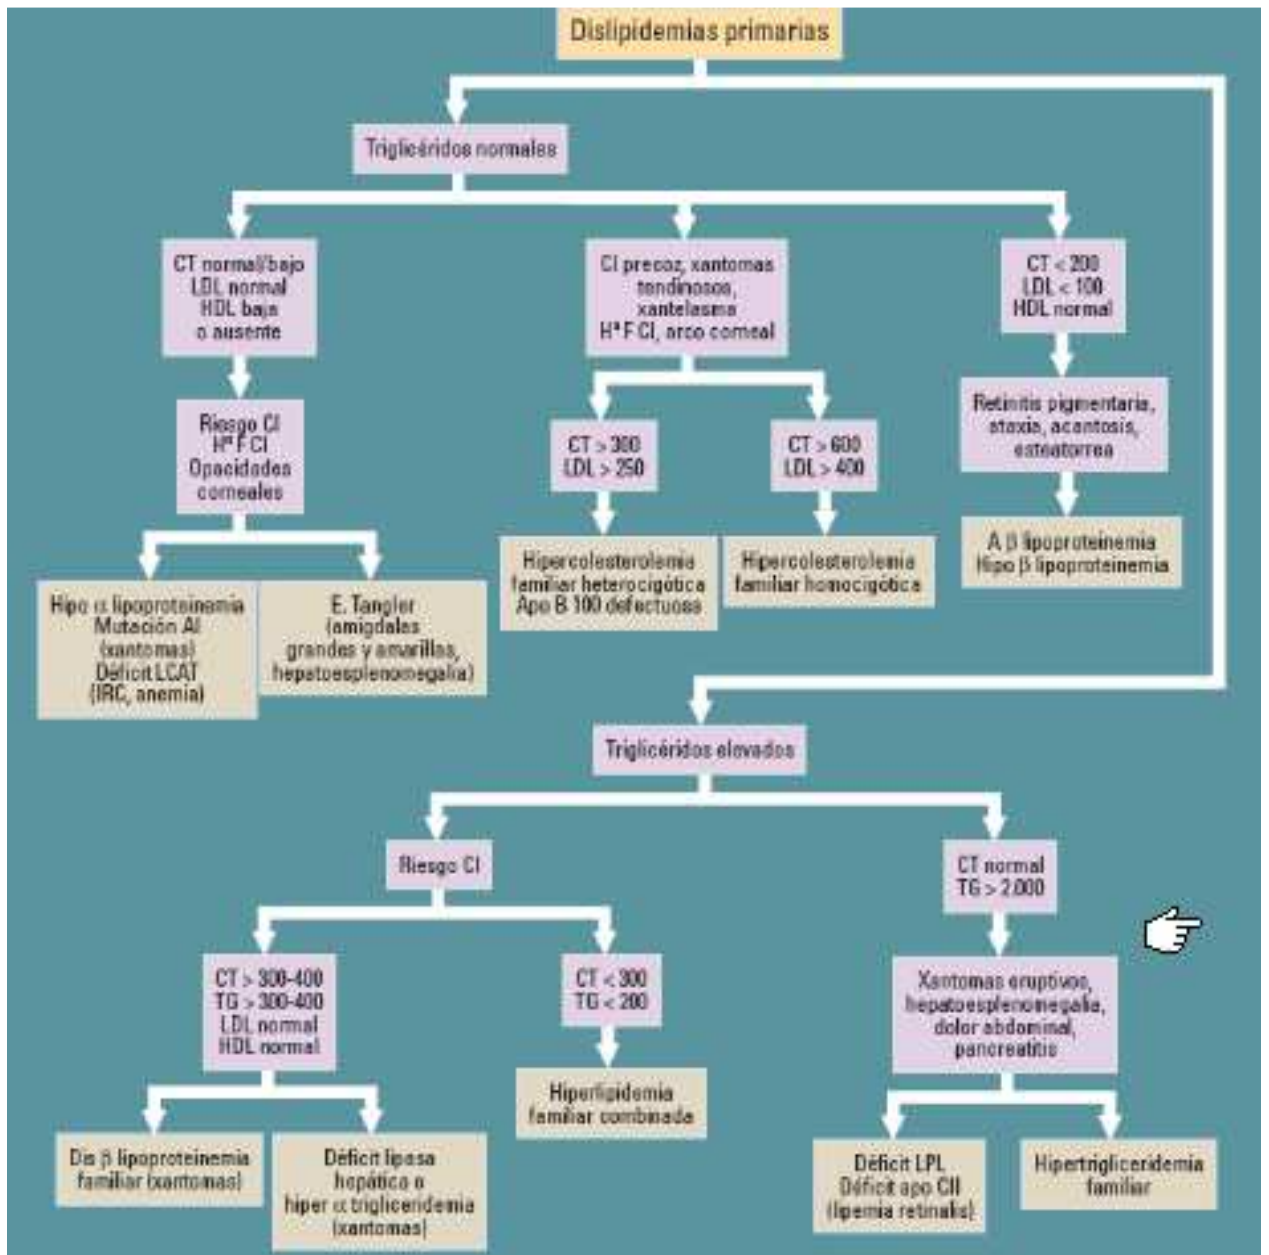 Dislipidemias primarias
Triglicéridos normales
CT normal/bajo
LDL normal
HDL baja
o ausente
CI precoz, xantomas
tendinosos,
xantelasma
Hª F CI, arco corneal
CT < 200
LDL < 100
HDL normal
Riesgo CI
Hª F CI
Opacidades
corneales
CT > 300
LDL > 250
CT > 600
LDL > 400
Retinitis pigmentaria,
ataxia, acantosis,
esteatorrea
Hipo α lipoproteinemia
Mutación AI
(xantomas)
Déficit LCAT
(IRC, anemia)
E. Tangler
(amígdalas
grandes y amarillas,
hepatoesplenomegalia)
Hipercolesterolemia
familiar heterocigótica
Apo B 100 defectuosa
Hipercolesterolemia
familiar homocigótica
A β lipoproteinemia
Hipo β lipoproteinemia
Triglicéridos elevados
Riesgo CI
CT normal
TG > 2.000
CT > 300-400
TG > 300-400
LDL normal
HDL normal
CT < 300
TG < 200
Xantomas eruptivos,
hepatoesplenomegalia,
dolor abdominal,
pancreatitis
Dis β lipoproteinemia
familiar (xantomas)
Déficit lipasa
hepática o
hiper α trigliceridemia
(xantomas)
Hiperlipidemia
familiar combinada
Déficit LPL
Déficit apo CII
(lipemia retinalis)
Hipertrigliceridemia
familiar